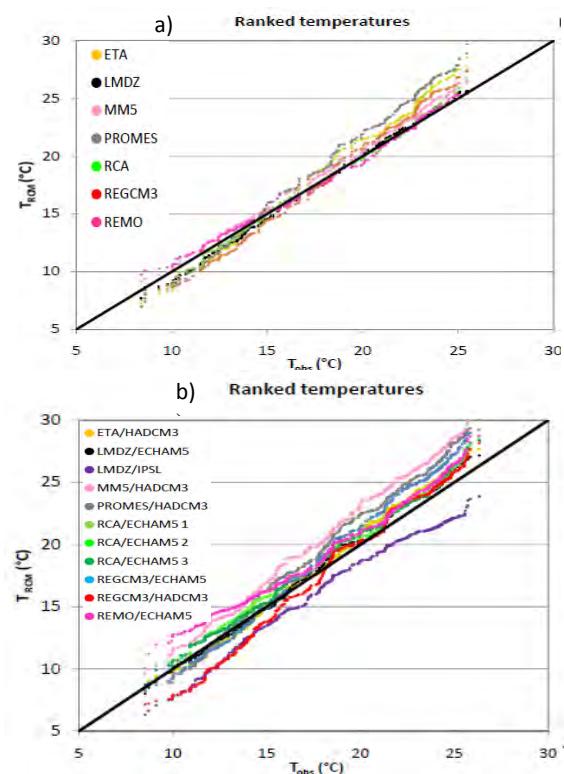 a)
Ranked temperatures
30
25
20
15
10
5
T_RCM (°C)
ETA
LMDZ
MM5
PROMES
RCA
REGCM3
REMO
5
10
15
20
25
30
T_obs (°C)
b)
Ranked temperatures
30
25
20
15
10
5
T_RCM (°C)
ETA/HADCM3
LMDZ/ECHAM5
LMDZ/IPSL
MM5/HADCM3
PROMES/HADCM3
RCA/ECHAM5 1
RCA/ECHAM5 2
RCA/ECHAM5 3
REGCM3/ECHAM5
REGCM3/HADCM3
REMO/ECHAM5
5
10
15
20
25
30
T_obs (°C)